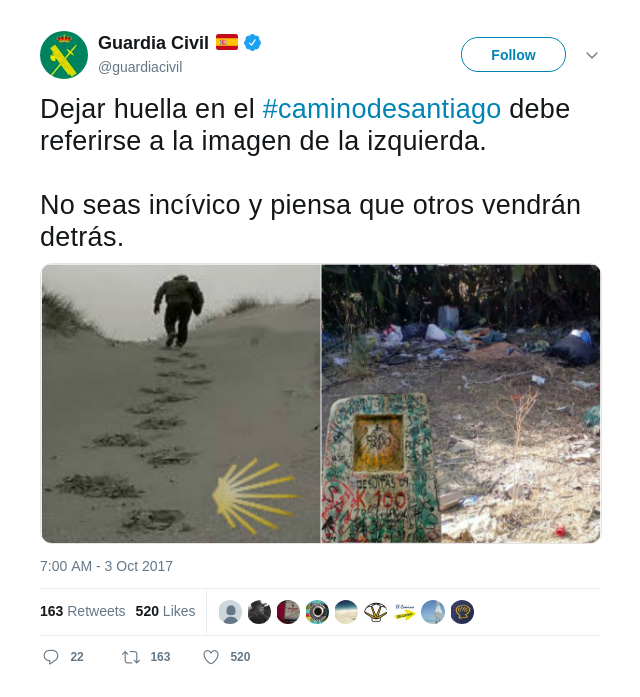 Guardia Civil
@guardiacivil
Follow
Dejar huella en el #caminodesantiago debe
referirse a la imagen de la izquierda.
No seas incívico y piensa que otros vendrán
detrás.
K 100
7:00 AM - 3 Oct 2017
163 Retweets 520 Likes
22 163 520